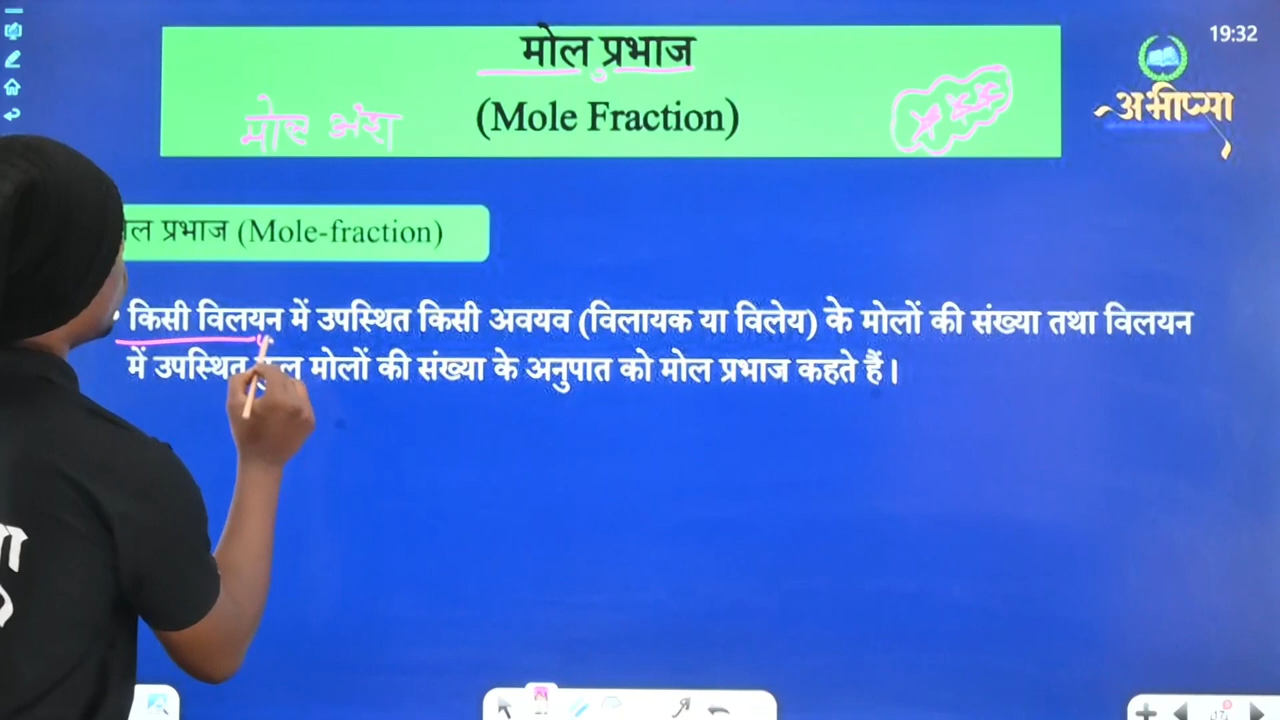 19:32
मोल प्रभाज
मोल अंश
(Mole Fraction)
अभीप्सा
प्रभाज (Mole-fraction)
• किसी विलयन में उपस्थित किसी अवयव (विलायक या विलेय) के मोलों की संख्या तथा विलयन
में उपस्थित मोलों की संख्या के अनुपात को मोल प्रभाज कहते हैं।